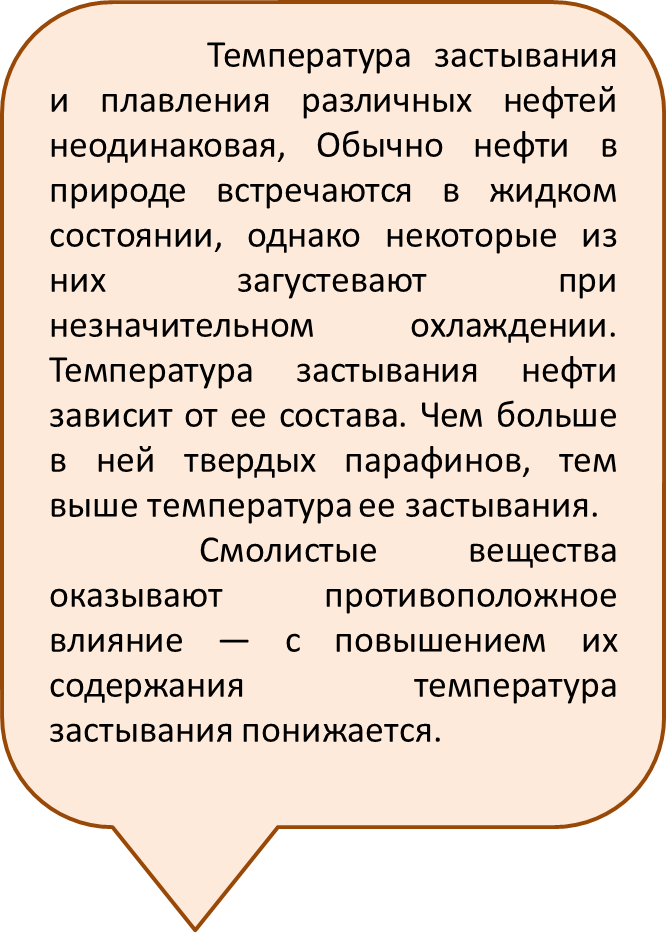 Температура застывания
и плавления различных нефтей
неодинаковая, Обычно нефти в
природе встречаются в жидком
состоянии, однако некоторые из
них загустевают при
незначительном охлаждении.
Температура застывания нефти
зависит от ее состава. Чем больше
в ней твердых парафинов, тем
выше температура ее застывания.
Смолистые вещества
оказывают противоположное
влияние — с повышением их
содержания температура
застывания понижается.